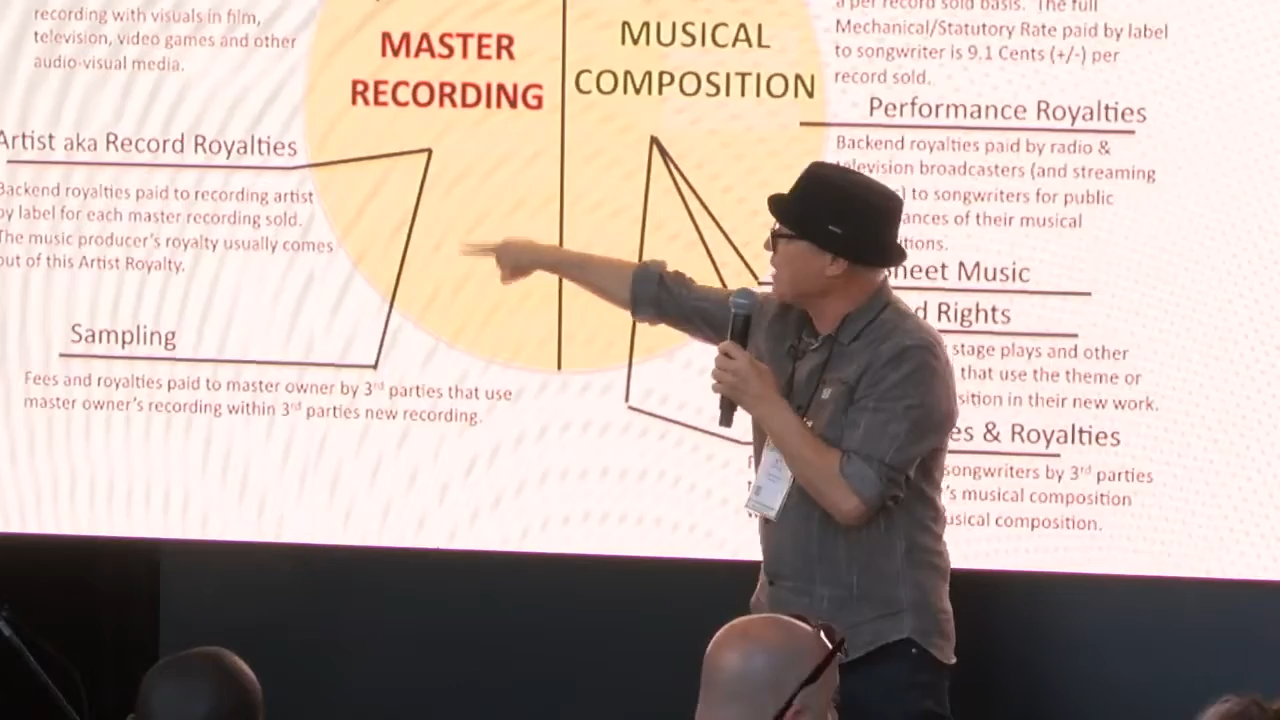 recording with visuals in film,
television, video games and other
audio-visual media.
Artist aka Record Royalties
Backend royalties paid to recording artist
by label for each master recording sold.
The music producer's royalty usually comes
out of this Artist Royalty.
Sampling
Fees and royalties paid to master owner by 3rd parties that use
master owner's recording within 3rd parties new recording.
MASTER
RECORDING
MUSICAL
COMPOSITION
a per record sold basis. The full
Mechanical/Statutory Rate paid by label
to songwriter is 9.1 Cents (+/-) per
record sold.
Performance Royalties
Backend royalties paid by radio &
television broadcasters (and streaming
) to songwriters for public
ances of their musical
itions.
Sheet Music
d Rights
stage plays and other
that use the theme or
sition in their new work.
es & Royalties
songwriters by 3rd parties
's musical composition
usical composition.